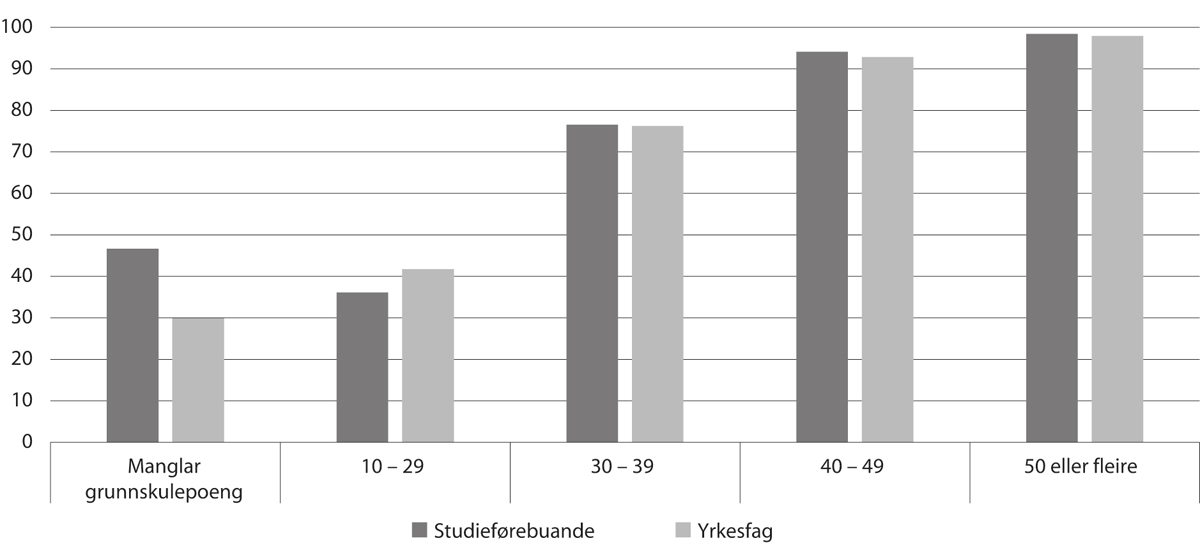 100
90
80
70
60
50
40
30
20
10
0
Manglar
grunnskulepoeng
10 – 29
30 – 39
40 – 49
50 eller fleire
Studieførebuande
Yrkesfag